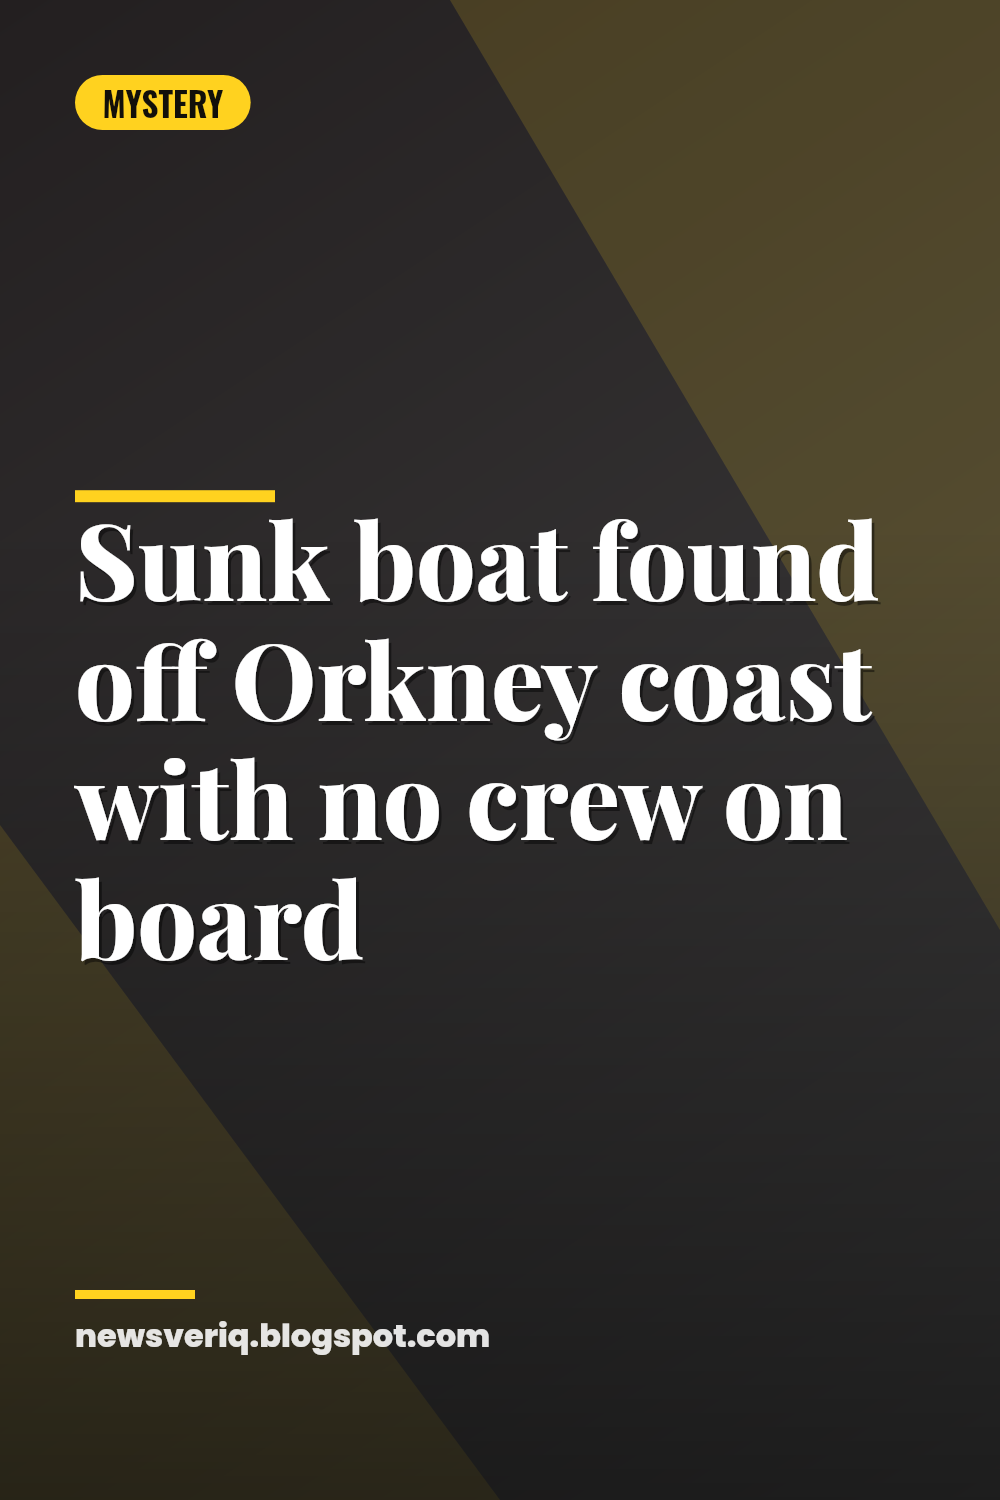 MYSTERY
Sunk boat found
off Orkney coast
with no crew on
board
newsveriq.blogspot.com